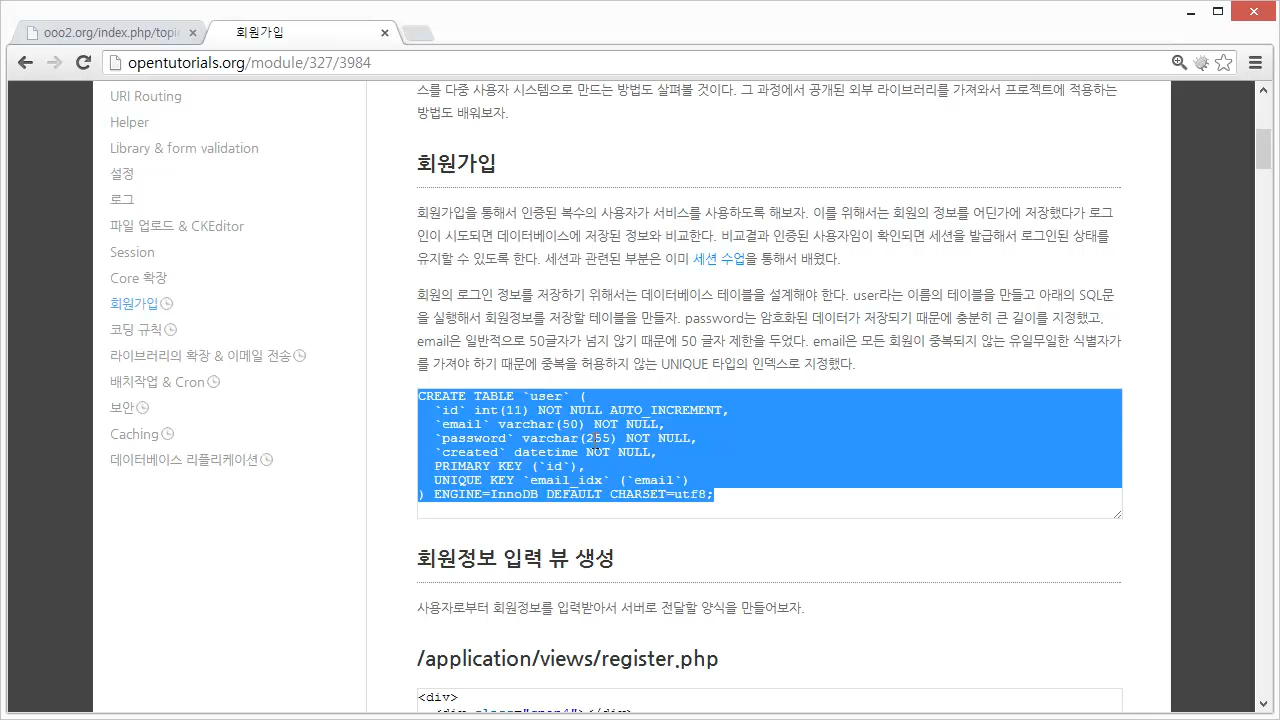 ooo2.org/index.php/topi
회원가입
opentutorials.org/module/327/3984
URI Routing
Helper
Library & form validation
설정
로그
파일 업로드 & CKEditor
Session
Core 확장
회원가입
코딩 규칙
라이브러리의 확장 & 이메일 전송
배치작업 & Cron
보안
Caching
데이터베이스 리플리케이션
스를 다중 사용자 시스템으로 만드는 방법도 살펴볼 것이다. 그 과정에서 공개된 외부 라이브러리를 가져와서 프로젝트에 적용하는
방법도 배워보자.
회원가입
회원가입을 통해서 인증된 복수의 사용자가 서비스를 사용하도록 해보자. 이를 위해서는 회원의 정보를 어딘가에 저장했다가 로그
인이 시도되면 데이터베이스에 저장된 정보와 비교한다. 비교결과 인증된 사용자임이 확인되면 세션을 발급해서 로그인된 상태를
유지할 수 있도록 한다. 세션과 관련된 부분은 이미 세션 수업을 통해서 배웠다.
회원의 로그인 정보를 저장하기 위해서는 데이터베이스 테이블을 설계해야 한다. user라는 이름의 테이블을 만들고 아래의 SQL문
을 실행해서 회원정보를 저장할 테이블을 만들자. password는 암호화된 데이터가 저장되기 때문에 충분히 큰 길이를 지정했고,
email은 일반적으로 50글자가 넘지 않기 때문에 50 글자 제한을 두었다. email은 모든 회원이 중복되지 않는 유일무일한 식별자가
를 가져야 하기 때문에 중복을 허용하지 않는 UNIQUE 타입의 인덱스로 지정했다.
CREATE TABLE `user` (
`id` int(11) NOT NULL AUTO_INCREMENT,
`email` varchar(50) NOT NULL,
`password` varchar(255) NOT NULL,
`created` datetime NOT NULL,
PRIMARY KEY (`id`),
UNIQUE KEY `email_idx` (`email`)
) ENGINE=InnoDB DEFAULT CHARSET=utf8;
회원정보 입력 뷰 생성
사용자로부터 회원정보를 입력받아서 서버로 전달할 양식을 만들어보자.
/application/views/register.php
<div>
<div class="span4"></div>